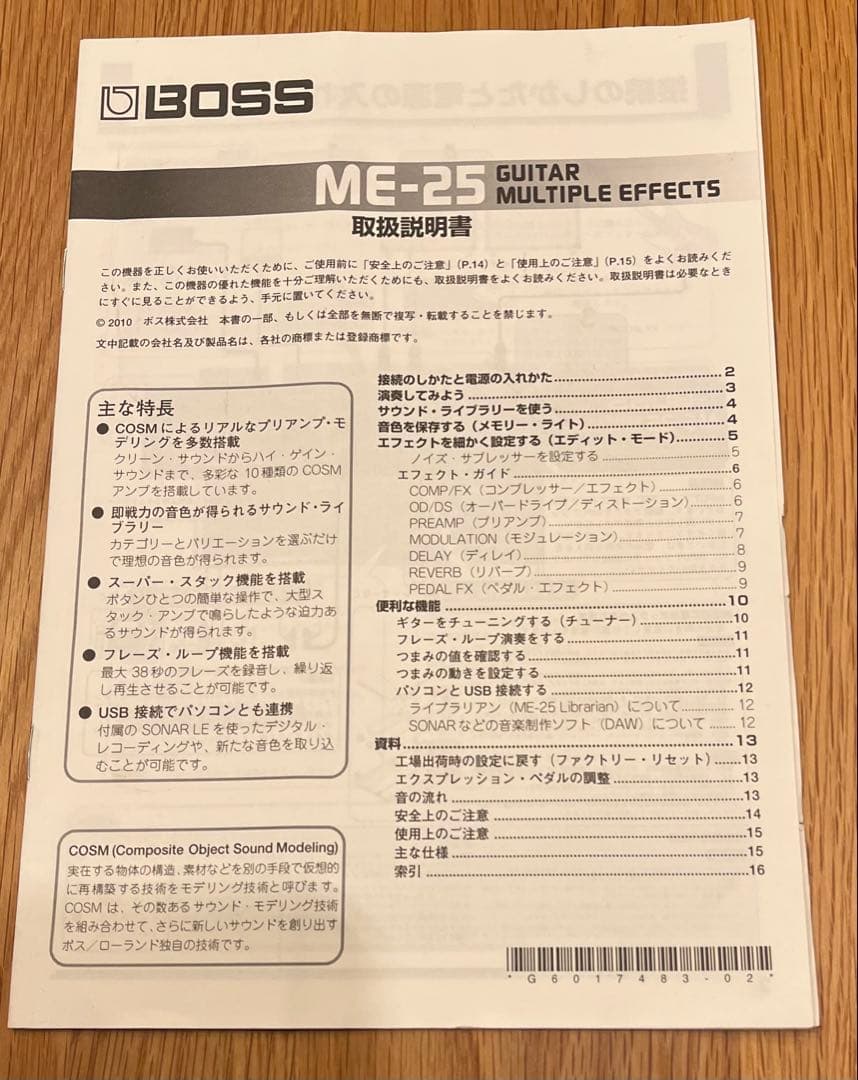 BOSS
ME-25 GUITAR MULTIPLE EFFECTS
取扱説明書
この機器を正しくお使いいただくために、ご使用前に「安全上のご注意」(P.14) と「使用上のご注意」(P.15) をよくお読みくだ
さい。また、この機器の優れた機能を十分ご理解いただくためにも、取扱説明書をよくお読みください。取扱説明書は必要なとき
にすぐに見ることができるよう、手元に置いてください。
© 2010 ボス株式会社 本書の一部、もしくは全部を無断で複写・転載することを禁じます。
文中記載の会社名及び製品名は、各社の商標または登録商標です。
主な特長
● COSMによるリアルなプリアンプ・モ
デリングを多数搭載
クリーン・サウンドからハイ・ゲイン・
サウンドまで、多彩な 10種類の COSM
アンプを搭載しています。
● 即戦力の音色が得られるサウンド・ライ
ブラリー
カテゴリーとバリエーションを選ぶだけ
で理想の音色が得られます。
● スーパー・スタック機能を搭載
ボタンひとつの簡単な操作で、大型ス
タック・アンプで鳴らしたような迫力あ
るサウンドが得られます。
● フレーズ・ループ機能を搭載
最大 38秒のフレーズを録音し、繰り返
し再生させることが可能です。
● USB 接続でパソコンとも連携
付属の SONAR LE を使ったデジタル・
レコーディングや、新たな音色を取り込
むことが可能です。
COSM (Composite Object Sound Modeling)
実在する物体の構造、素材などを別の手段で仮想的
に再構築する技術をモデリング技術と呼びます。
COSM は、その数あるサウンド・モデリング技術
を組み合わせて、さらに新しいサウンドを創り出す
ボス／ローランド独自の技術です。
接続のしかたと電源の入れかた 2
演奏してみよう 3
サウンド・ライブラリーを使う 4
音色を保存する（メモリー・ライト） 4
エフェクトを細かく設定する（エディット・モード） 5
ノイズ・サプレッサーを設定する 5
エフェクト・ガイド 6
COMP/FX（コンプレッサー／エフェクト） 6
OD/DS（オーバードライブ／ディストーション） 6
PREAMP（プリアンプ） 7
MODULATION（モジュレーション） 7
DELAY（ディレイ） 8
REVERB（リバーブ） 9
PEDAL FX（ペダル・エフェクト） 9
便利な機能 10
ギターをチューニングする（チューナー） 10
フレーズ・ループ演奏をする 11
つまみの値を確認する 11
つまみの動きを設定する 11
パソコンと USB 接続する 12
ライブラリアン（ME-25 Librarian）について 12
SONARなどの音楽制作ソフト（DAW）について 12
資料 13
工場出荷時の設定に戻す（ファクトリー・リセット） 13
エクスプレッション・ペダルの調整 13
音の流れ 13
安全上のご注意 14
使用上のご注意 15
主な仕様 15
索引 16
* G 6 0 1 7 4 8 3 - 0 2 *